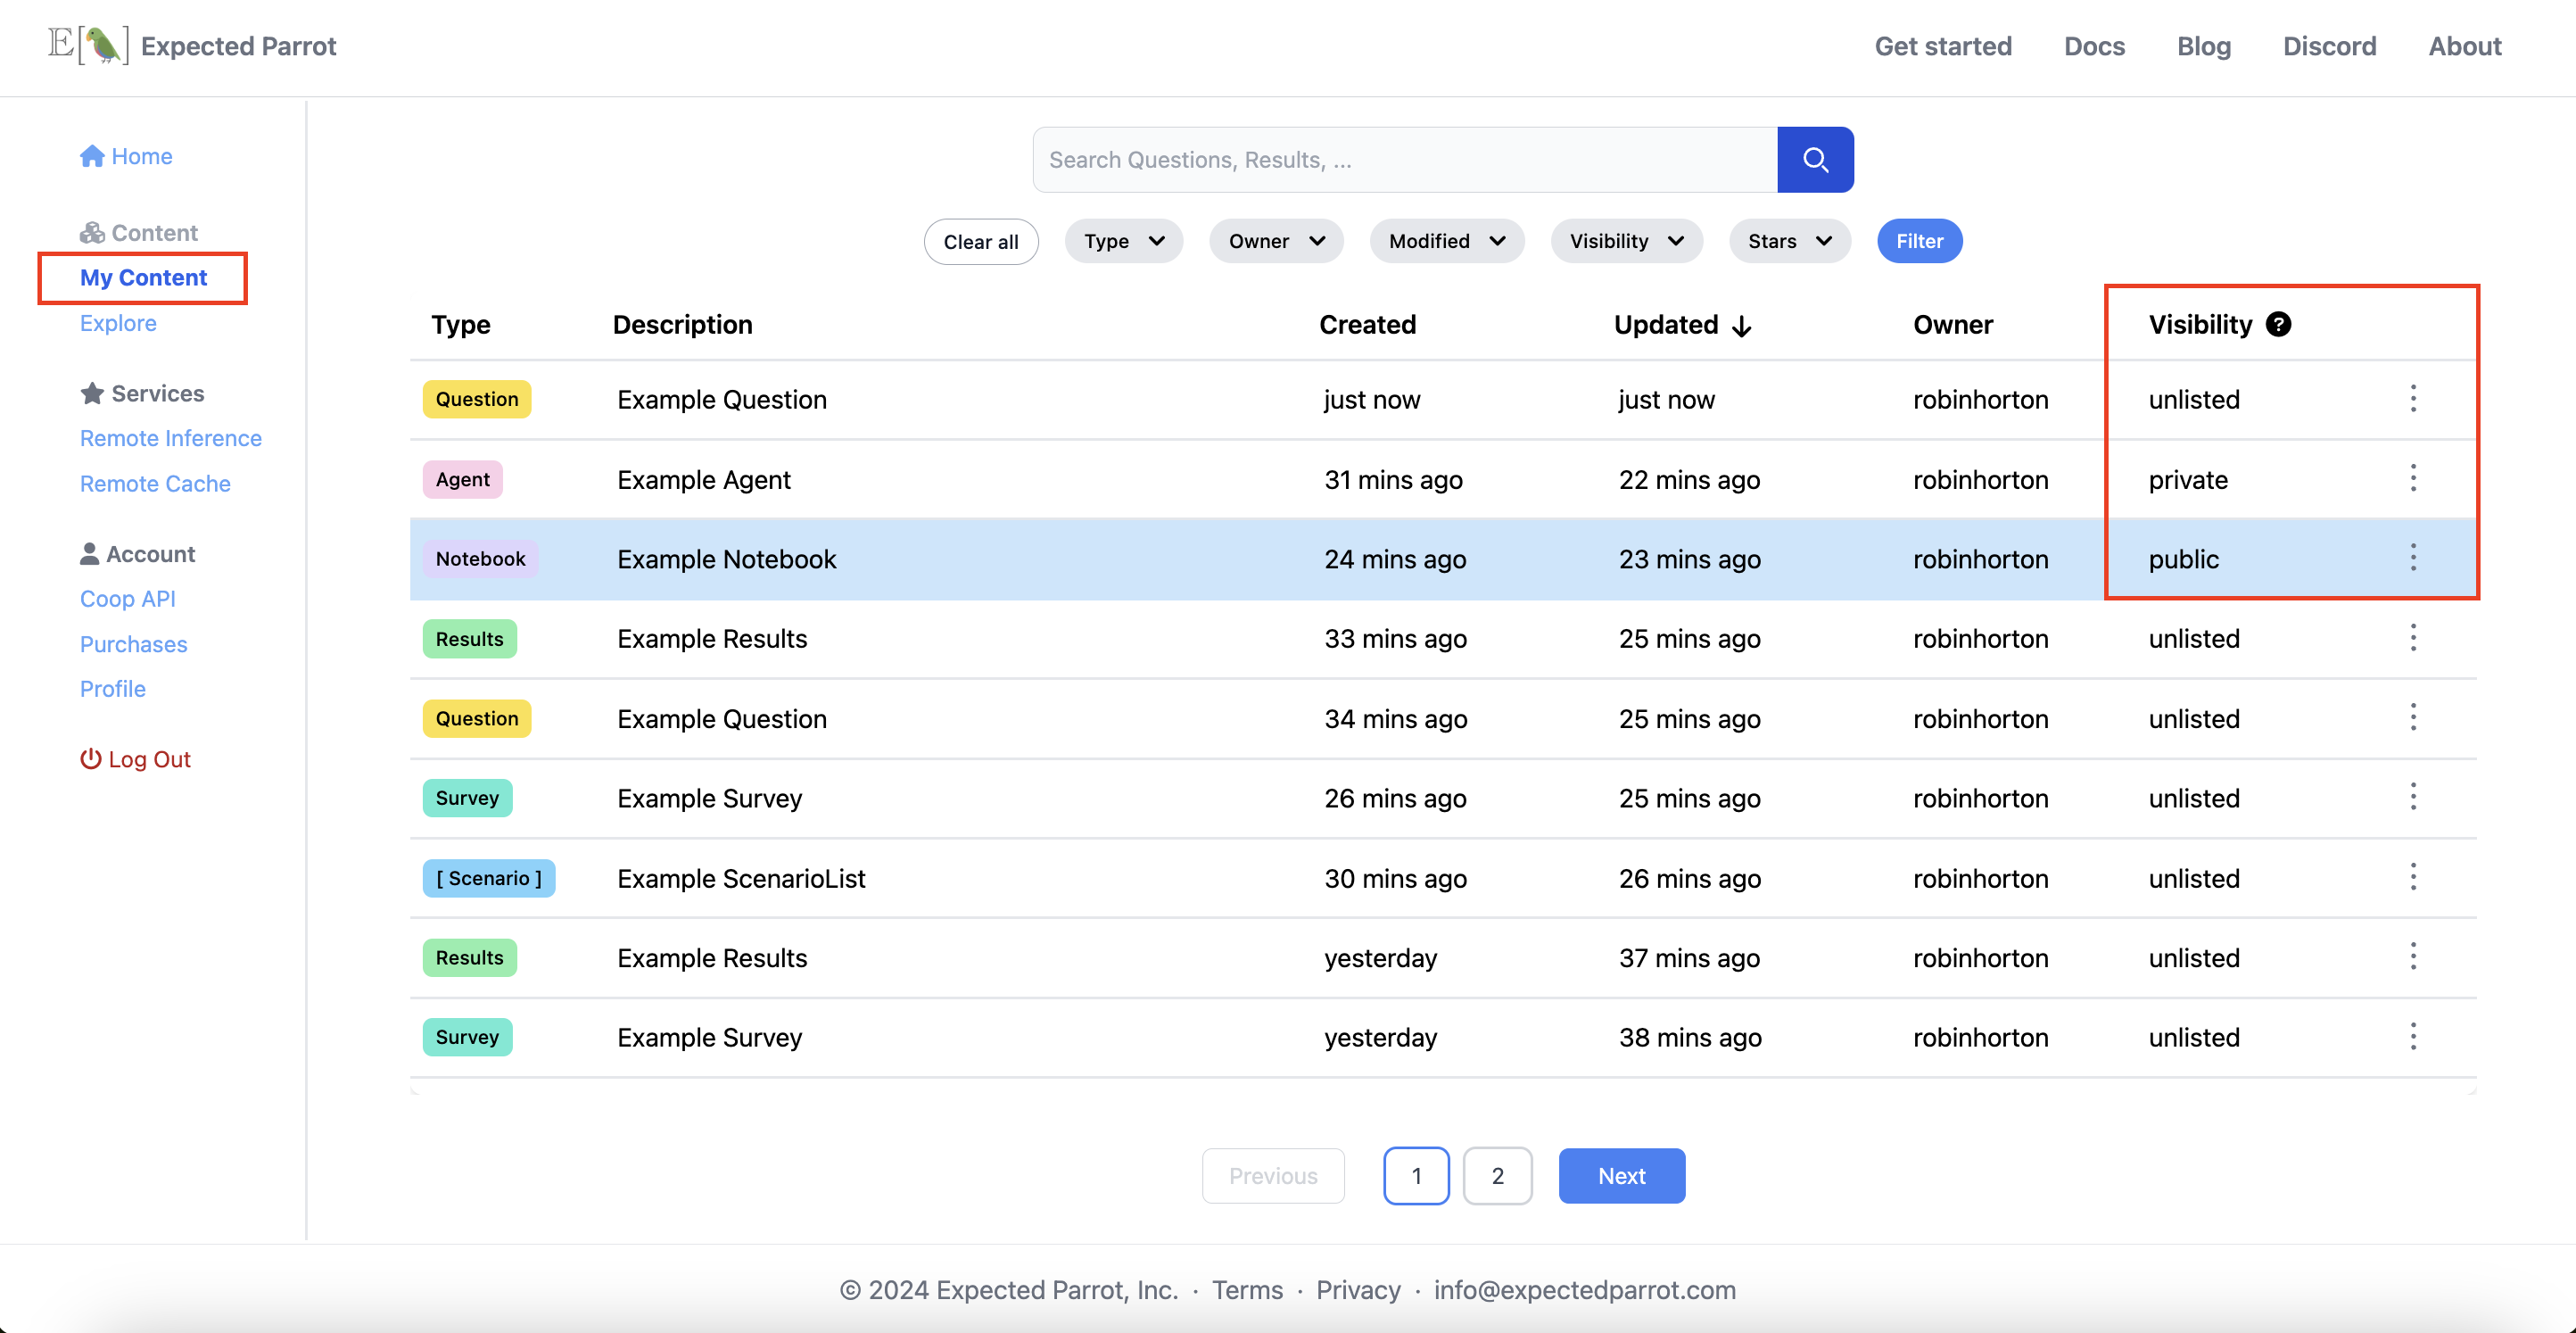 E[ ] Expected Parrot
Get started Docs Blog Discord About
Home
Content
My Content
Explore
Services
Remote Inference
Remote Cache
Account
Coop API
Purchases
Profile
Log Out
Search Questions, Results, ...
Clear all Type Owner Modified Visibility Stars Filter
Type Description Created Updated ↓ Owner Visibility ?
Question Example Question just now just now robinhorton unlisted
Agent Example Agent 31 mins ago 22 mins ago robinhorton private
Notebook Example Notebook 24 mins ago 23 mins ago robinhorton public
Results Example Results 33 mins ago 25 mins ago robinhorton unlisted
Question Example Question 34 mins ago 25 mins ago robinhorton unlisted
Survey Example Survey 26 mins ago 25 mins ago robinhorton unlisted
[ Scenario ] Example ScenarioList 30 mins ago 26 mins ago robinhorton unlisted
Results Example Results yesterday 37 mins ago robinhorton unlisted
Survey Example Survey yesterday 38 mins ago robinhorton unlisted
Previous 1 2 Next
© 2024 Expected Parrot, Inc. · Terms · Privacy · info@expectedparrot.com